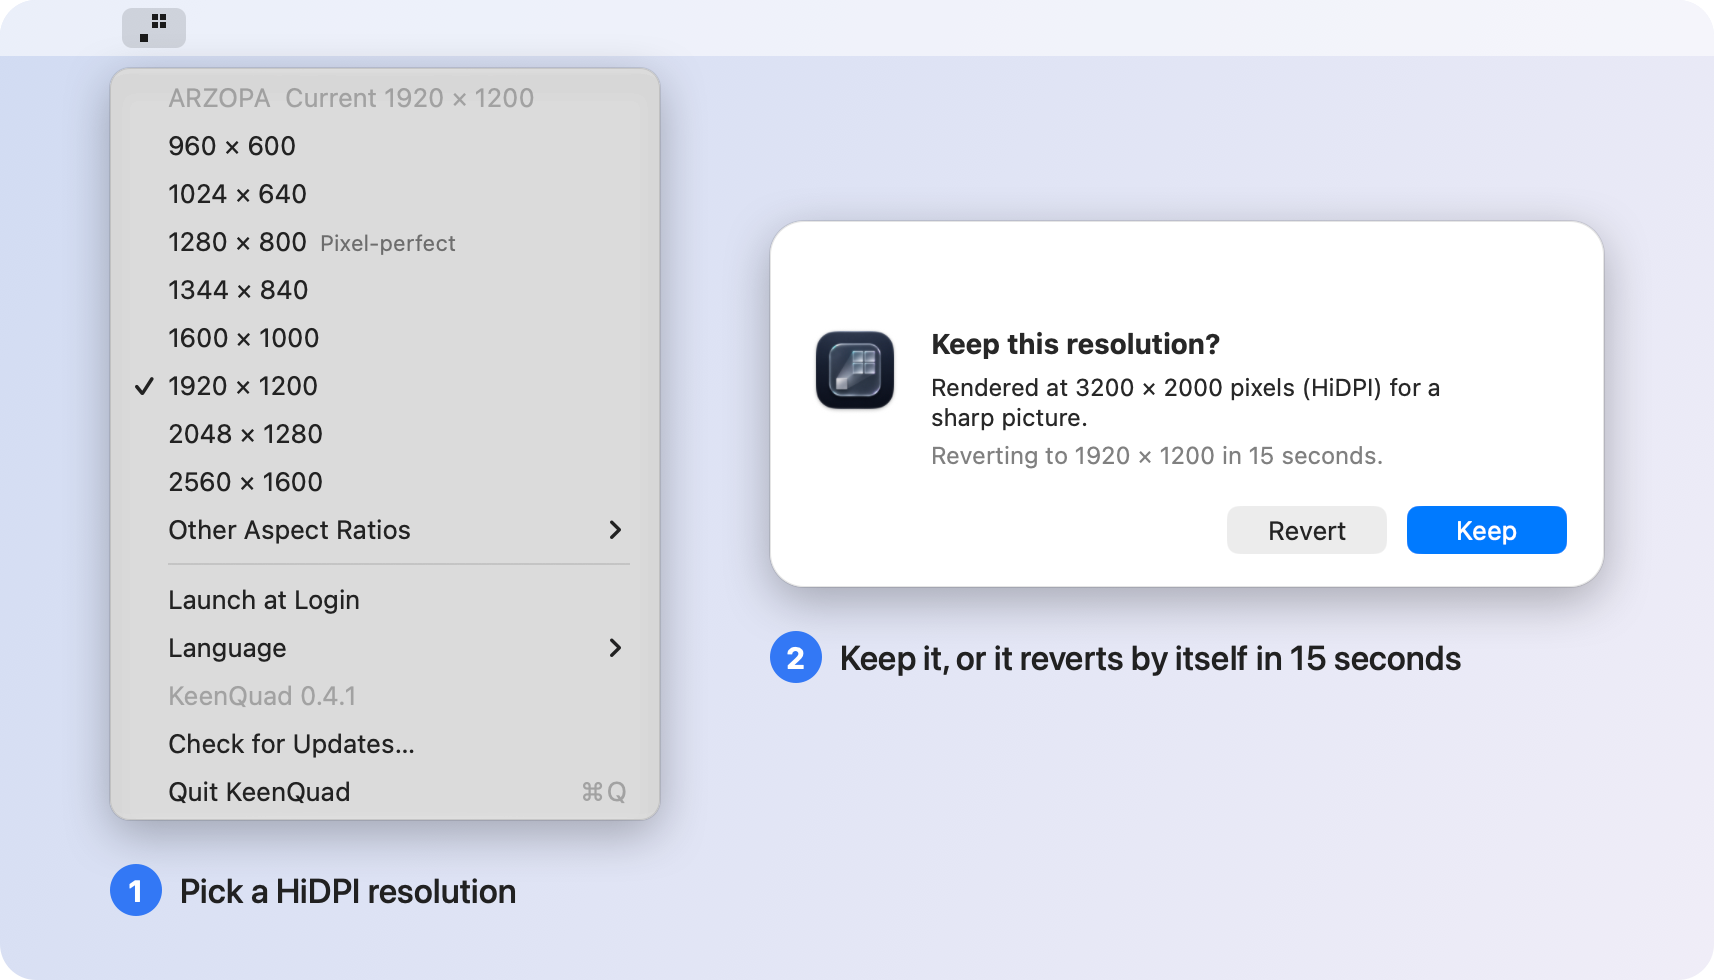 ARZOPA Current 1920 × 1200
960 × 600
1024 × 640
1280 × 800 Pixel-perfect
1344 × 840
1600 × 1000
✓ 1920 × 1200
2048 × 1280
2560 × 1600
Other Aspect Ratios
Launch at Login
Language
KeenQuad 0.4.1
Check for Updates...
Quit KeenQuad ⌘Q
1 Pick a HiDPI resolution
Keep this resolution?
Rendered at 3200 × 2000 pixels (HiDPI) for a
sharp picture.
Reverting to 1920 × 1200 in 15 seconds.
Revert Keep
2 Keep it, or it reverts by itself in 15 seconds